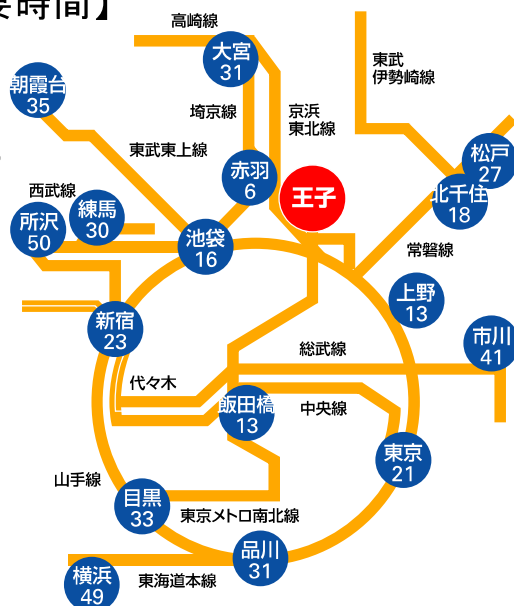 要時間】
高崎線
大宮
31
東武
伊勢崎線
朝霞台
35
埼京線
京浜
東北線
東武東上線
松戸
27
赤羽
6
王子
北千住
18
西武線
練馬
30
所沢
50
池袋
16
常磐線
上野
13
新宿
23
市川
41
総武線
代々木
飯田橋
13
中央線
東京
21
山手線
目黒
33
東京メトロ南北線
品川
31
横浜
49
東海道本線